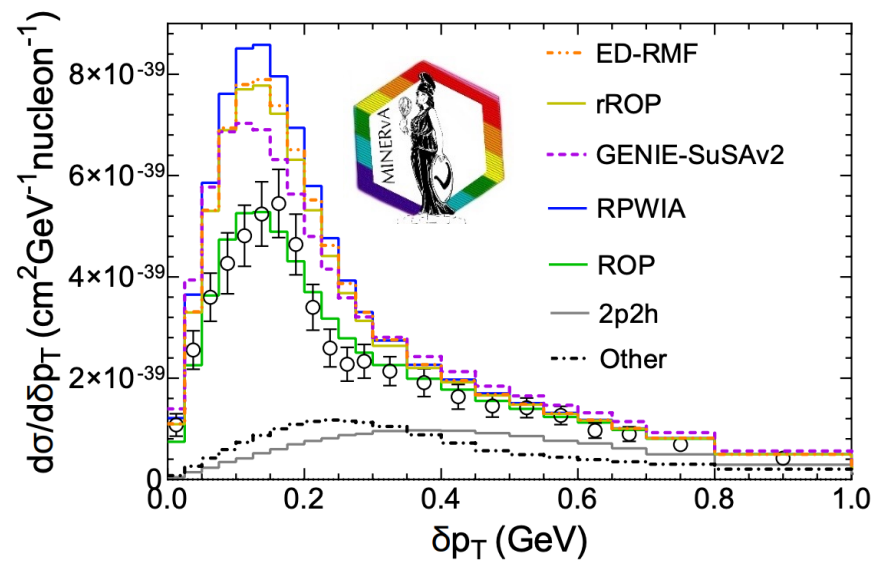 dσ/dδp_T (cm²GeV⁻¹nucleon⁻¹)
8×10⁻³⁹
6×10⁻³⁹
4×10⁻³⁹
2×10⁻³⁹
0
MINERνA
ED-RMF
rROP
GENIE-SuSAv2
RPWIA
ROP
2p2h
Other
0.0 0.2 0.4 0.6 0.8 1.0
δp_T (GeV)